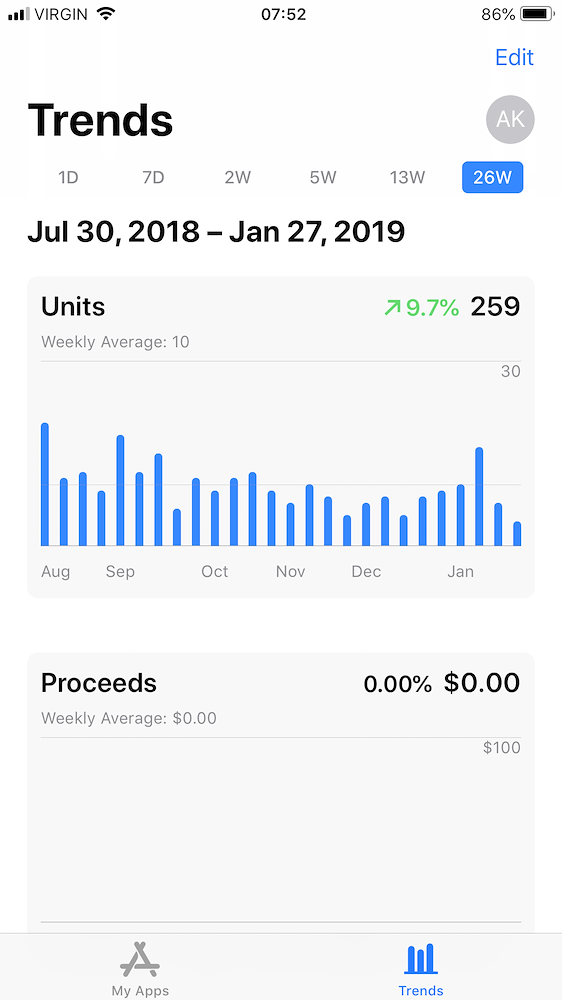 VIRGIN 07:52 86%
Edit
Trends AK
1D 7D 2W 5W 13W 26W
Jul 30, 2018 – Jan 27, 2019
Units 9.7% 259
Weekly Average: 10
30
Aug Sep Oct Nov Dec Jan
Proceeds 0.00% $0.00
Weekly Average: $0.00
$100
My Apps Trends